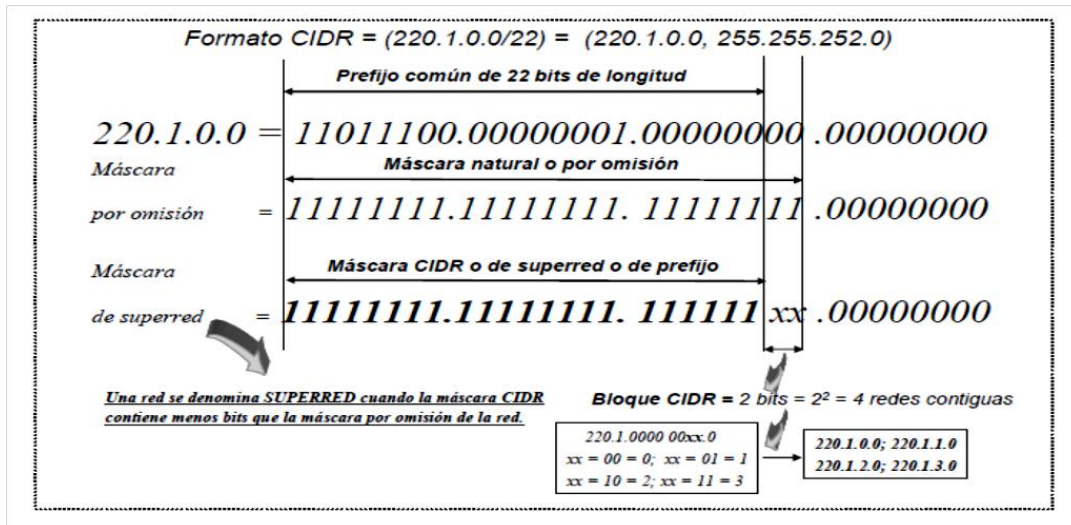 Formato CIDR = (220.1.0.0/22) = (220.1.0.0, 255.255.252.0)
Prefijo común de 22 bits de longitud
220.1.0.0 = 11011100.00000001.00000000 .00000000
Máscara
Máscara natural o por omisión
por omisión = 11111111.11111111. 11111111 .00000000
Máscara
Máscara CIDR o de superred o de prefijo
de superred = 11111111.11111111. 111111 xx .00000000
Una red se denomina SUPERRED cuando la máscara CIDR
contiene menos bits que la máscara por omisión de la red.
Bloque CIDR = 2 bits = 2² = 4 redes contiguas
220.1.0000 00xx.0
xx = 00 = 0; xx = 01 = 1
xx = 10 = 2; xx = 11 = 3
220.1.0.0; 220.1.1.0
220.1.2.0; 220.1.3.0